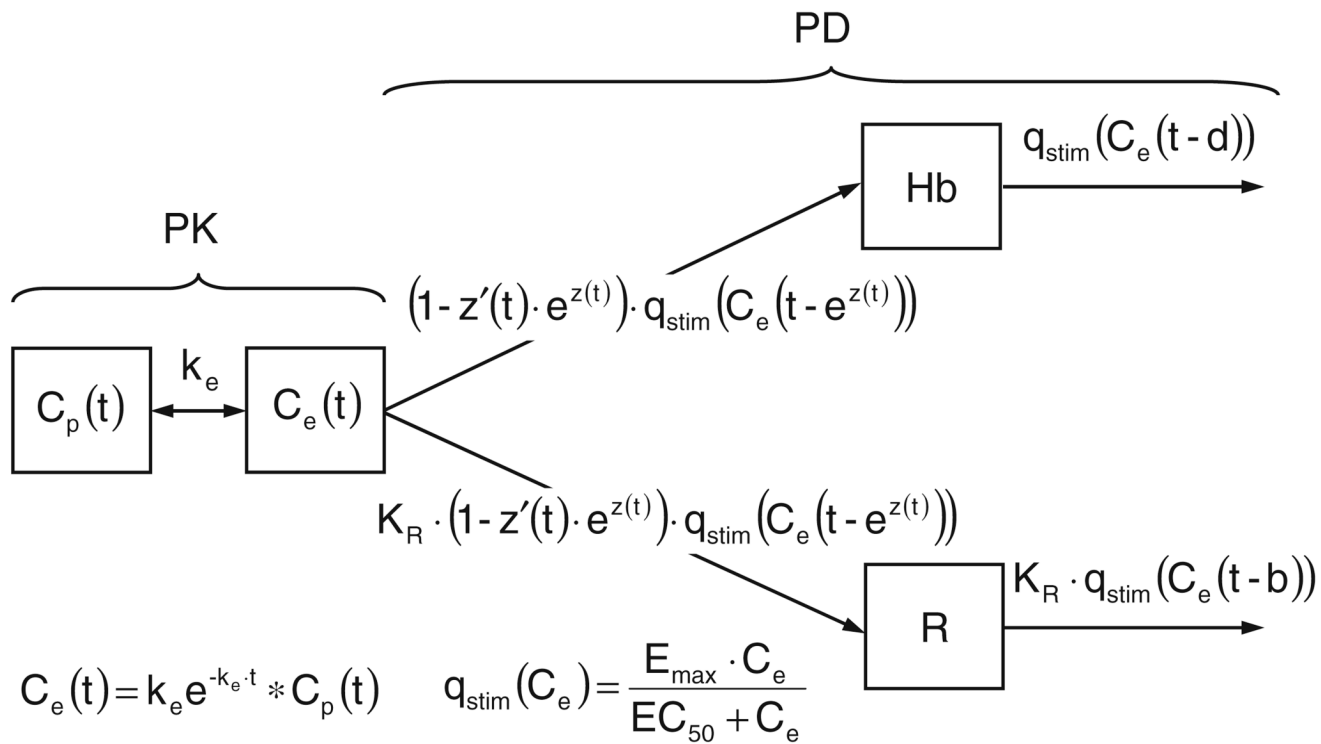 PD
q_stim(C_e(t-d))
Hb
PK
(1-z′(t)·e^z(t))·q_stim(C_e(t-e^z(t)))
k_e
C_p(t)
C_e(t)
K_R·(1-z′(t)·e^z(t))·q_stim(C_e(t-e^z(t)))
K_R·q_stim(C_e(t-b))
R
C_e(t)=k_e e^-k_e·t *C_p(t)
q_stim(C_e)=E_max·C_e/EC_50+C_e